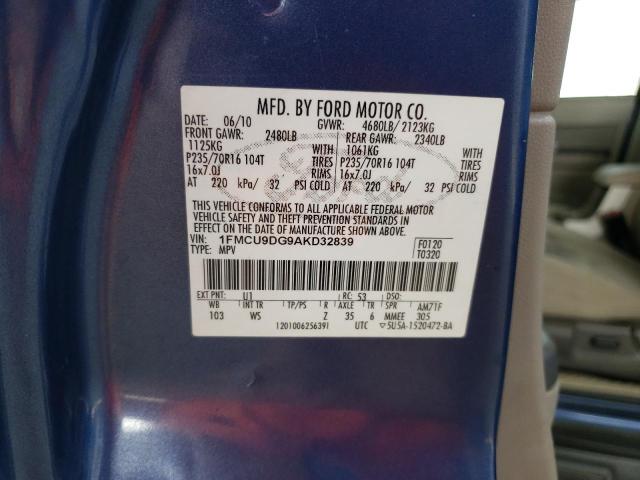 MFD. BY FORD MOTOR CO.
DATE: 06/10 GVWR: 4680LB/ 2123KG
FRONT GAWR: 2480LB REAR GAWR: 2340LB
1125KG WITH 1061KG WITH
P235/70R16 104T TIRES P235/70R16 104T TIRES
16x7.0J RIMS 16x7.0J RIMS
AT 220 kPa/ 32 PSI COLD AT 220 kPa/ 32 PSI COLD
THIS VEHICLE CONFORMS TO ALL APPLICABLE FEDERAL MOTOR
VEHICLE SAFETY AND THEFT PREVENTION STANDARDS IN
EFFECT ON THE DATE OF MANUFACTURE SHOWN ABOVE.
VIN: 1FMCU9DG9AKD32839 F0120
TYPE: MPV T0320
EXT PNT: U1 RC: 53 DSO:
WB INT TR TP/PS R AXLE TR SPR AM71F
103 WS Z 35 6 MMEE 305
1201006256391 UTC ▽5U5A-1520472-BA